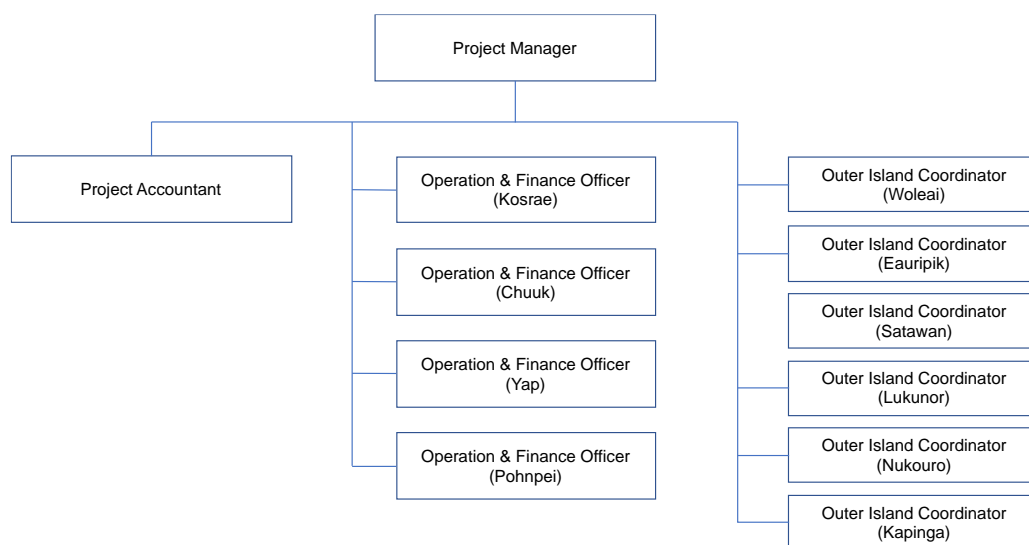 Project Manager
Project Accountant
Operation & Finance Officer
(Kosrae)
Operation & Finance Officer
(Chuuk)
Operation & Finance Officer
(Yap)
Operation & Finance Officer
(Pohnpei)
Outer Island Coordinator
(Woleai)
Outer Island Coordinator
(Eauripik)
Outer Island Coordinator
(Satawan)
Outer Island Coordinator
(Lukunor)
Outer Island Coordinator
(Nukouro)
Outer Island Coordinator
(Kapinga)